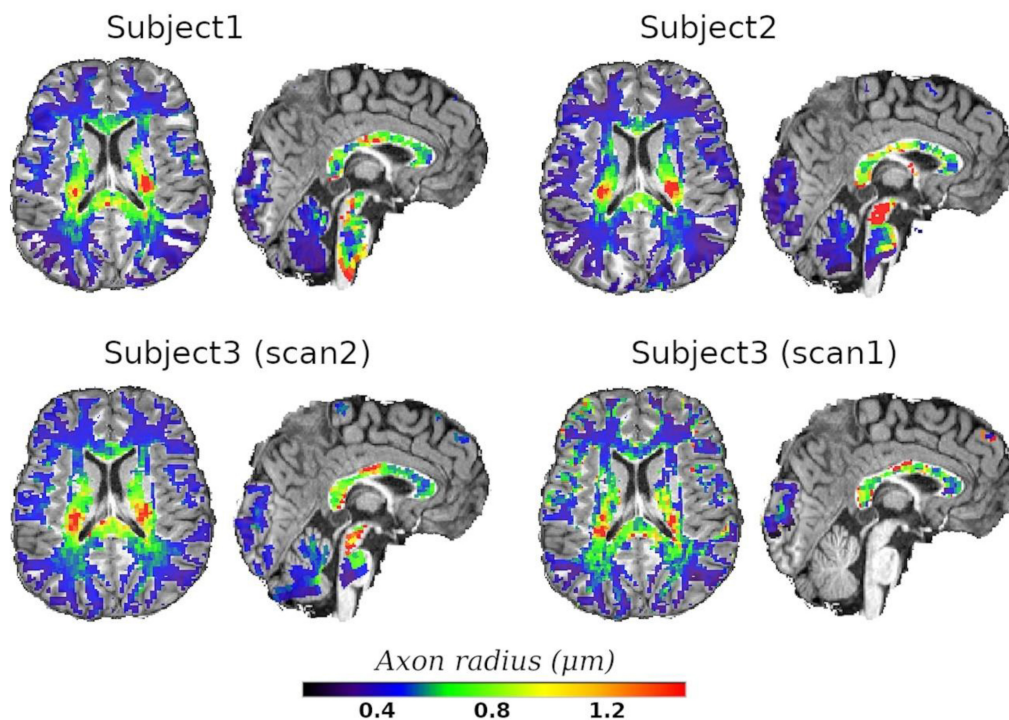 Subject1
Subject2
Subject3 (scan2)
Subject3 (scan1)
Axon radius (μm)
0.4 0.8 1.2